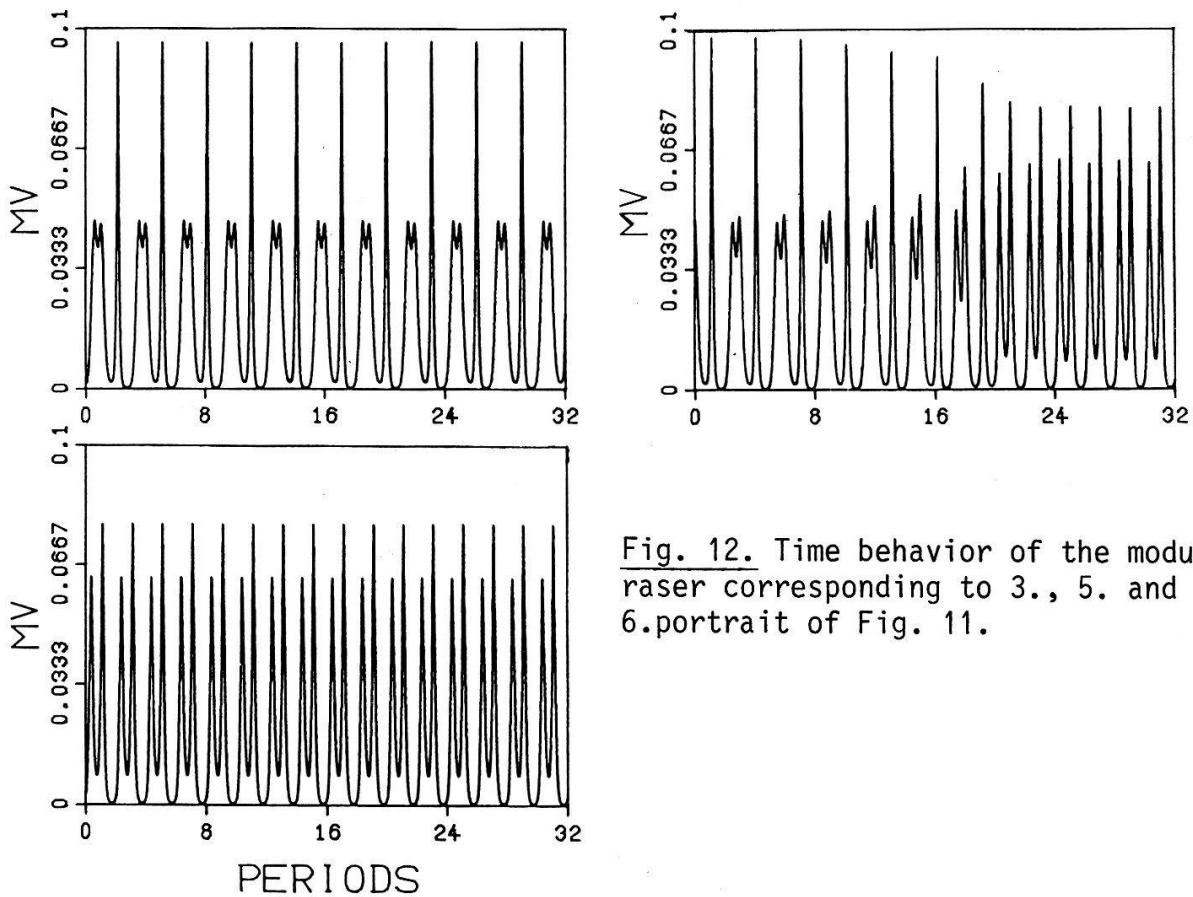 MV
0.1
0.0667
0.0333
0
0 8 16 24 32
MV
0.1
0.0667
0.0333
0
0 8 16 24 32
MV
0.1
0.0667
0.0333
0
0 8 16 24 32
PERIODS
Fig. 12. Time behavior of the modu
raser corresponding to 3., 5. and
6.portrait of Fig. 11.